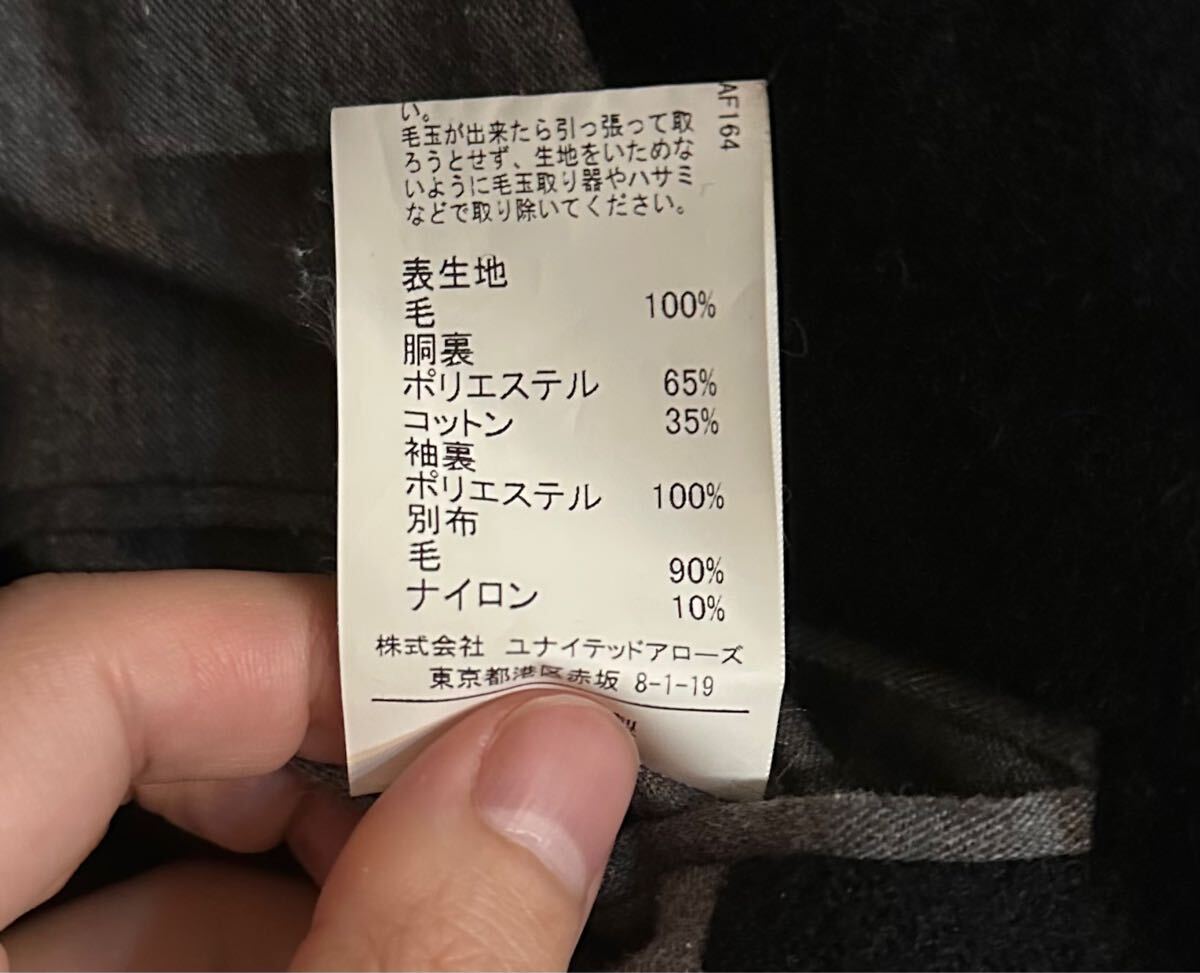 い。
毛玉が出来たら引っ張って取
ろうとせず、生地をいためな
いように毛玉取り器やハサミ
などで取り除いてください。
AF164
表生地
毛 100%
胴裏
ポリエステル 65%
コットン 35%
袖裏
ポリエステル 100%
別布
毛 90%
ナイロン 10%
株式会社 ユナイテッドアローズ
東京都港区赤坂 8-1-19